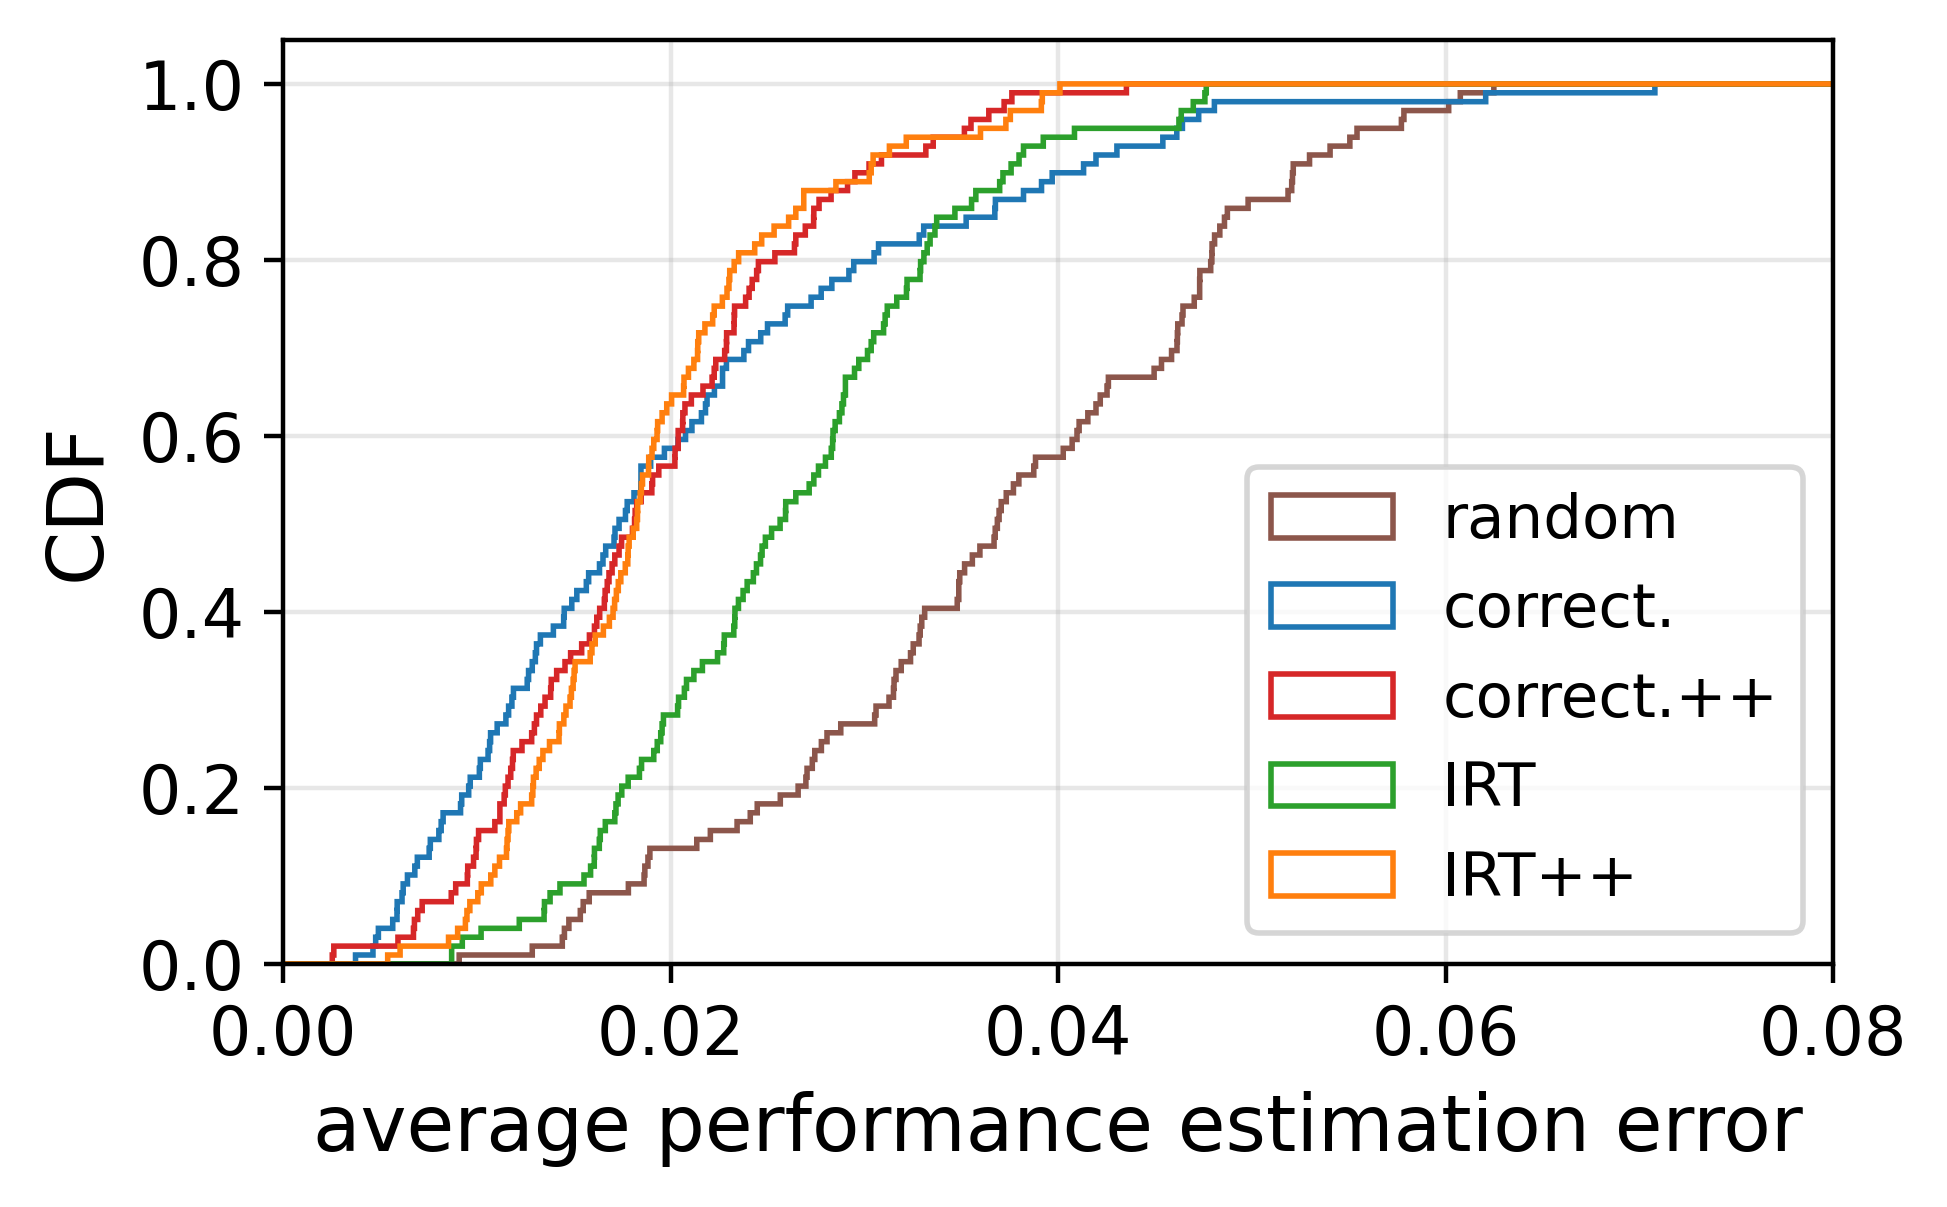 1.0
0.8
0.6
0.4
0.2
0.0
CDF
random
correct.
correct.++
IRT
IRT++
0.00 0.02 0.04 0.06 0.08
average performance estimation error